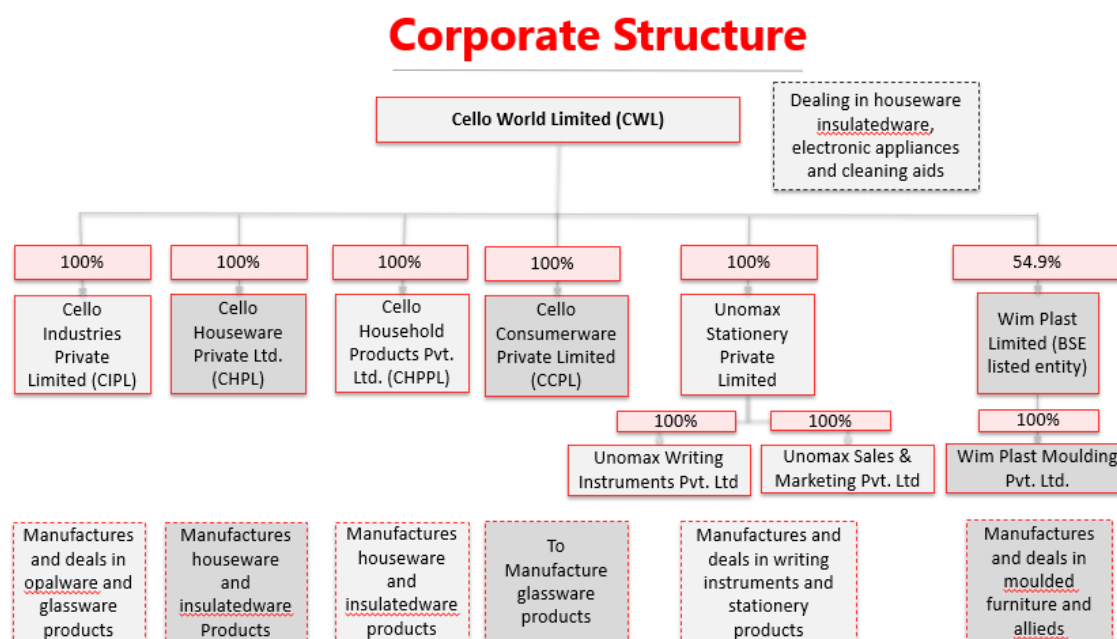 Corporate Structure
Cello World Limited (CWL)
Dealing in houseware
insulatedware,
electronic appliances
and cleaning aids
100%
100%
100%
100%
100%
54.9%
Cello
Industries
Private
Limited (CIPL)
Cello
Houseware
Private Ltd.
(CHPL)
Cello
Household
Products Pvt.
Ltd. (CHPPL)
Cello
Consumerware
Private Limited
(CCPL)
Unomax
Stationery
Private
Limited
Wim Plast
Limited (BSE
listed entity)
100%
100%
100%
Unomax Writing
Instruments Pvt. Ltd
Unomax Sales &
Marketing Pvt. Ltd
Wim Plast Moulding
Pvt. Ltd.
Manufactures
and deals in
opalware and
glassware
products
Manufactures
houseware
and
insulatedware
Products
Manufactures
houseware
and
insulatedware
products
To
Manufacture
glassware
products
Manufactures and
deals in writing
instruments and
stationery
products
Manufactures
and deals in
moulded
furniture and
allieds